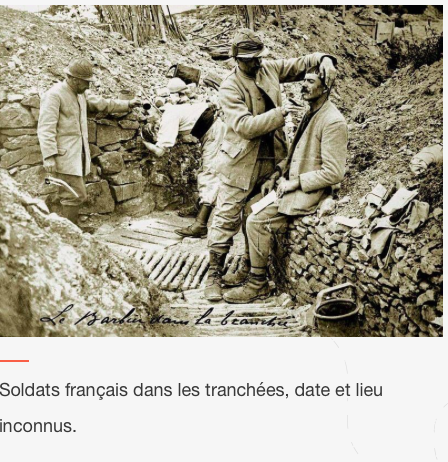 Le Barbier dans la tranchée
Soldats français dans les tranchées, date et lieu
inconnus.